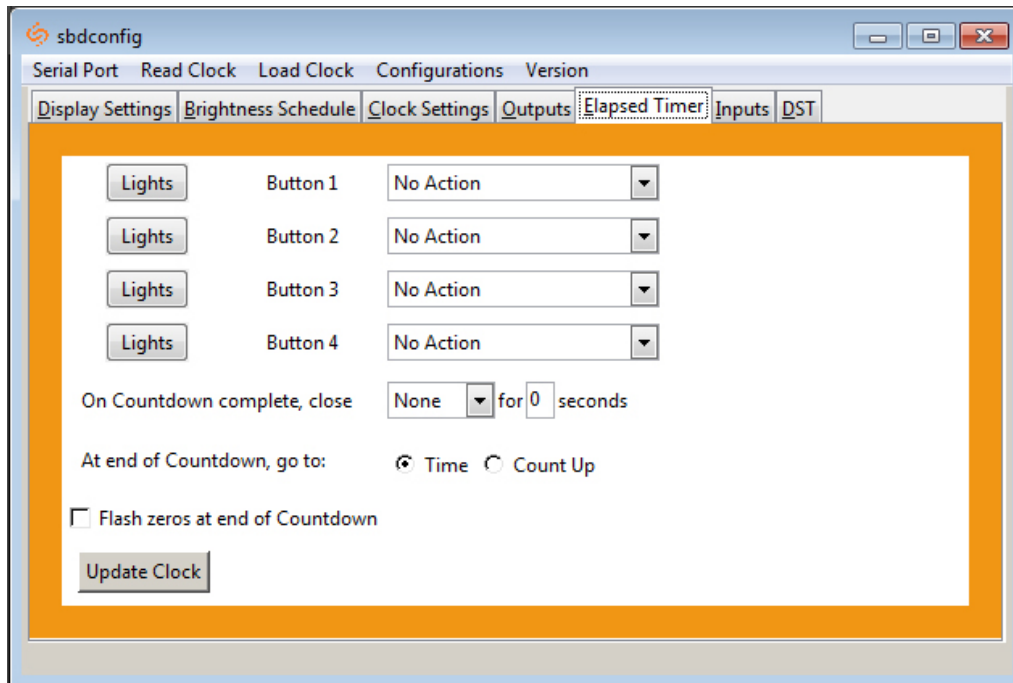 sbdconfig
Serial Port Read Clock Load Clock Configurations Version
Display Settings Brightness Schedule Clock Settings Outputs Elapsed Timer Inputs DST
Lights Button 1 No Action
Lights Button 2 No Action
Lights Button 3 No Action
Lights Button 4 No Action
On Countdown complete, close None for 0 seconds
At end of Countdown, go to: Time Count Up
Flash zeros at end of Countdown
Update Clock